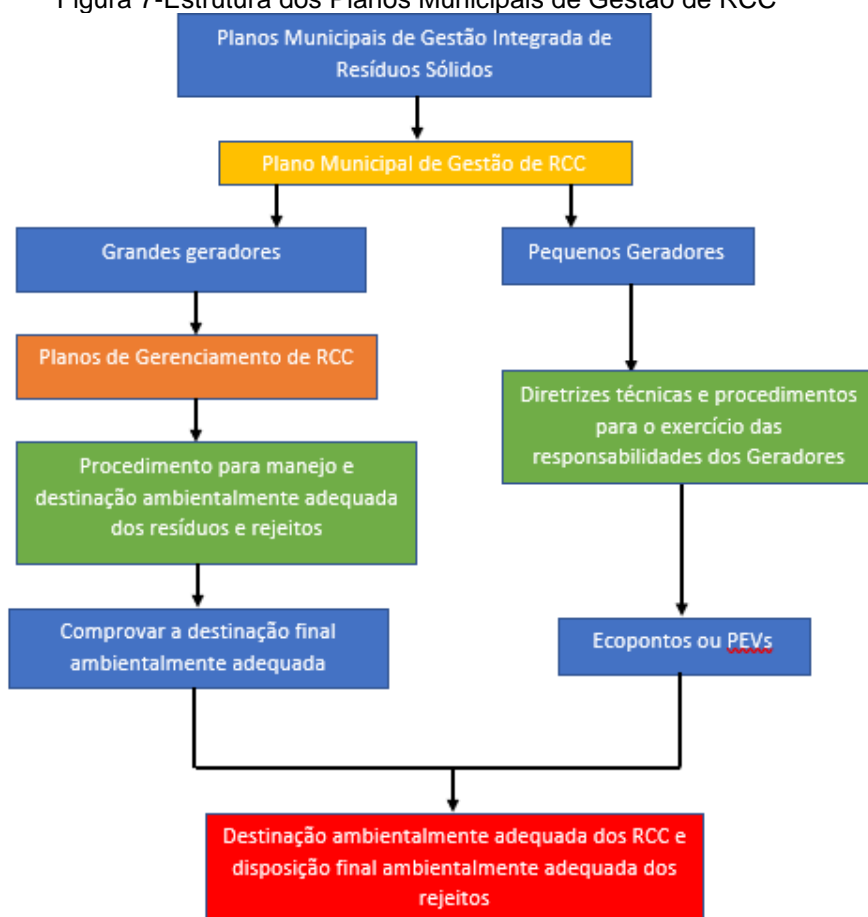 Figura 7-Estrutura dos Planos Municipais de Gestão de RCC
Planos Municipais de Gestão Integrada de
Resíduos Sólidos
Plano Municipal de Gestão de RCC
Grandes geradores
Pequenos Geradores
Planos de Gerenciamento de RCC
Diretrizes técnicas e procedimentos
para o exercício das
responsabilidades dos Geradores
Procedimento para manejo e
destinação ambientalmente adequada
dos resíduos e rejeitos
Comprovar a destinação final
ambientalmente adequada
Ecopontos ou PEVs
Destinação ambientalmente adequada dos RCC e
disposição final ambientalmente adequada dos
rejeitos